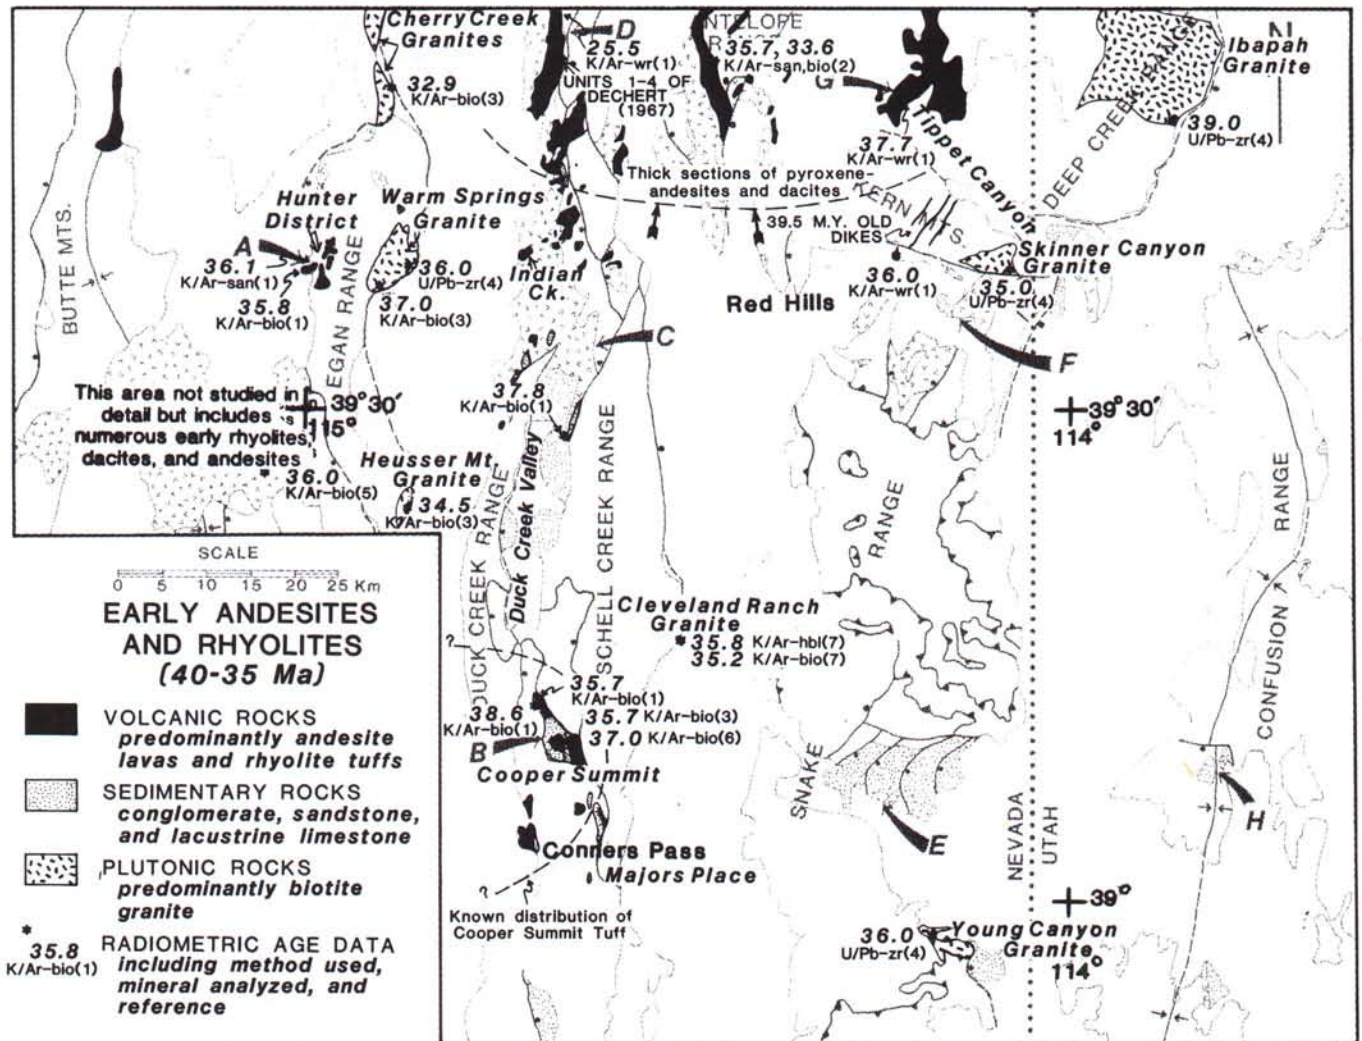 Cherry Creek
Granites
32.9
K/Ar-bio(3)
D
25.5
K/Ar-wr(1)
UNITS 1-4 OF
DECHERT
(1967)
35.7, 33.6
K/Ar-san,bio(2)
G
Tippet Canyon
37.7
K/Ar-wr(1)
N
Ibapah
Granite
39.0
U/Pb-zr(4)
DEEP CREEK RANGE
BUTTE MTS.
Hunter
District
A
36.1
K/Ar-san(1)
35.8
K/Ar-bio(1)
EGAN RANGE
Warm Springs
Granite
36.0
U/Pb-zr(4)
37.0
K/Ar-bio(3)
Indian
Ck.
Thick sections of pyroxene-
andesites and dacites
39.5 M.Y. OLD
DIKES
TERN MTS.
Red Hills
36.0
K/Ar-wr(1)
Skinner Canyon
Granite
35.0
U/Pb-zr(4)
C
F
37.8
K/Ar-bio(1)
This area not studied in
detail but includes
numerous early rhyolites,
dacites, and andesites
39° 30′
115°
39° 30′
114°
36.0
K/Ar-bio(5)
Heusser Mt.
Granite
34.5
K/Ar-bio(3)
DUCK CREEK RANGE
Duck Creek Valley
SCHELL CREEK RANGE
SNAKE RANGE
CONFUSION RANGE
Cleveland Ranch
Granite
* 35.8 K/Ar-hbl(7)
35.2 K/Ar-bio(7)
?
35.7
K/Ar-bio(1)
38.6
K/Ar-bio(1)
35.7 K/Ar-bio(3)
37.0 K/Ar-bio(6)
B
Cooper Summit
Conners Pass
Majors Place
?
Known distribution of
Cooper Summit Tuff
E
H
NEVADA
UTAH
39°
36.0
U/Pb-zr(4)
Young Canyon
Granite
114°
SCALE
0 5 10 15 20 25 Km
EARLY ANDESITES
AND RHYOLITES
(40-35 Ma)
VOLCANIC ROCKS
predominantly andesite
lavas and rhyolite tuffs
SEDIMENTARY ROCKS
conglomerate, sandstone,
and lacustrine limestone
PLUTONIC ROCKS
predominantly biotite
granite
*
35.8
K/Ar-bio(1)
RADIOMETRIC AGE DATA
including method used,
mineral analyzed, and
reference